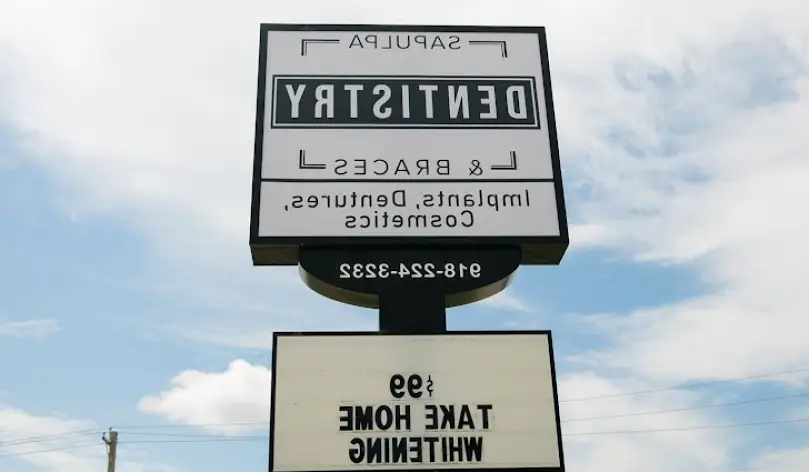 SAPULPA
DENTISTRY
& BRACES
Implants, Dentures,
Cosmetics
918-224-3232
$99
TAKE HOME
WHITENING